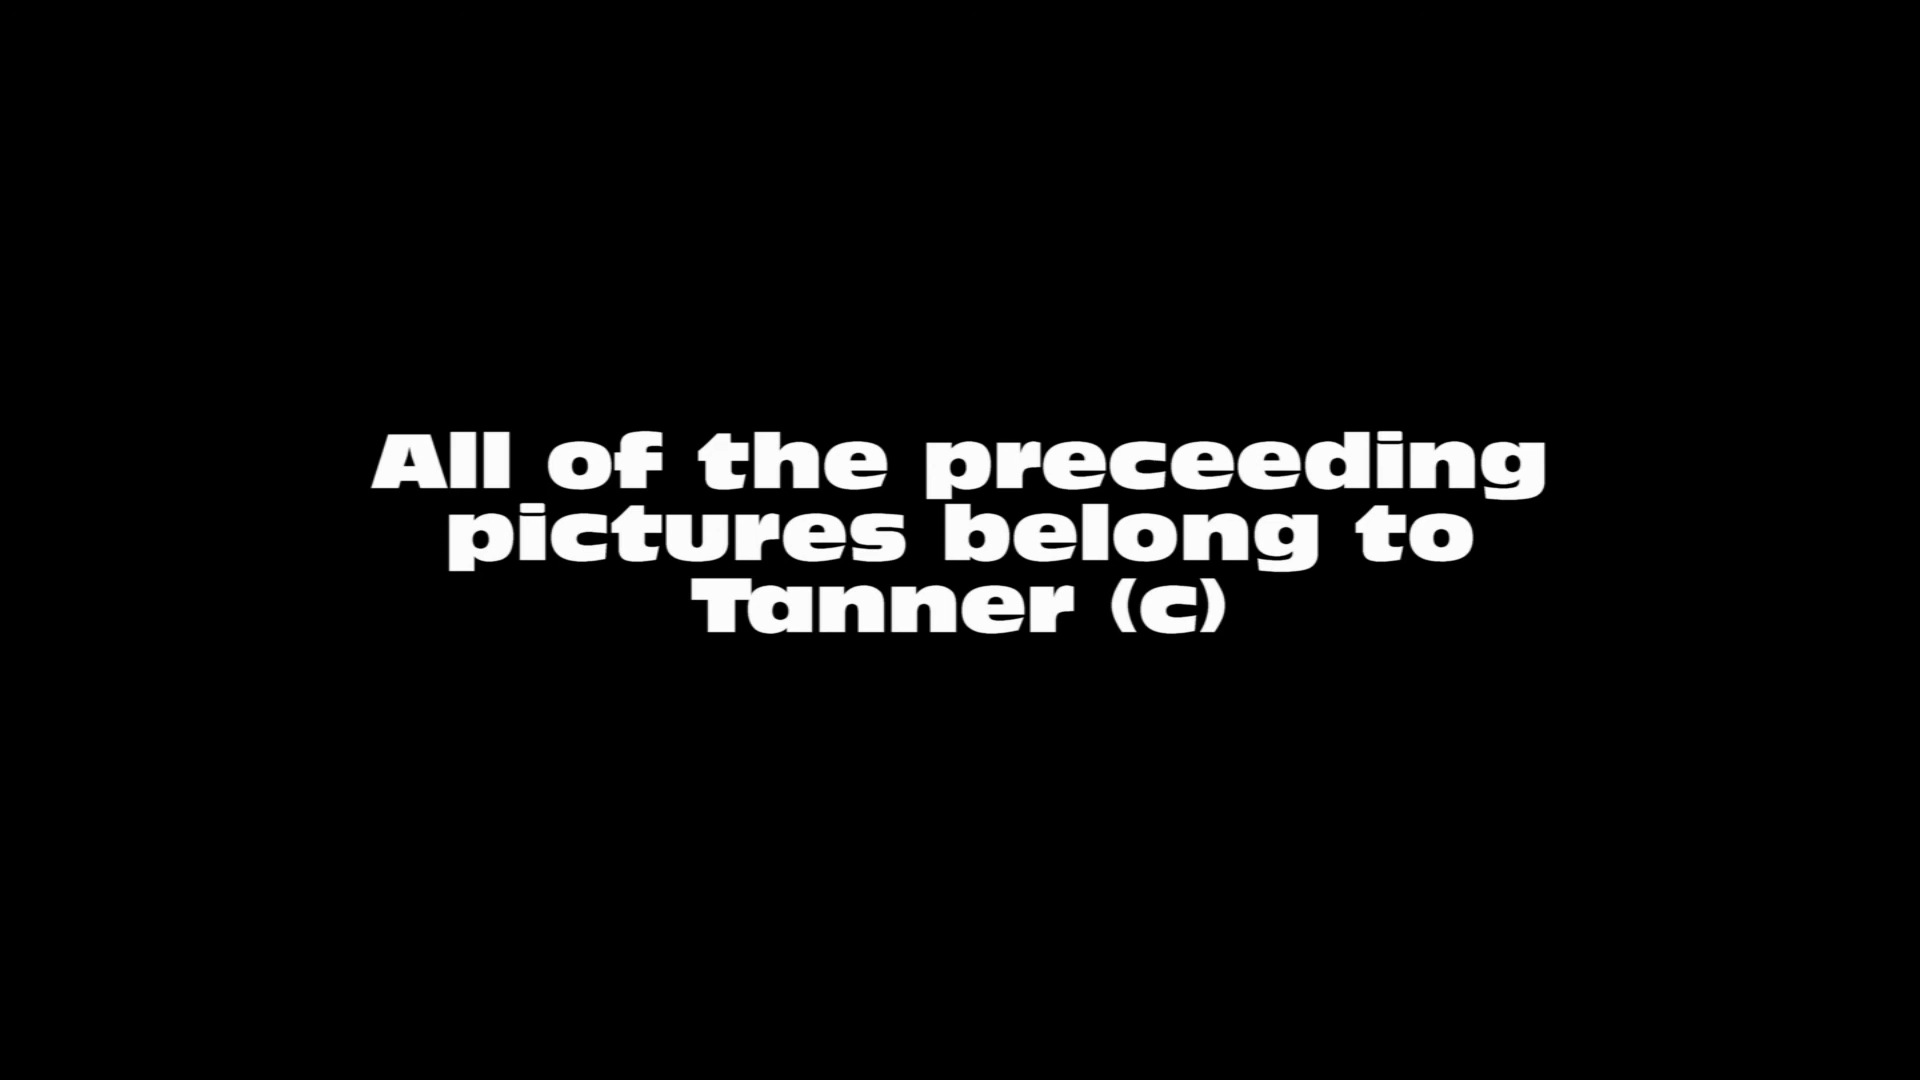 All of the preceeding
pictures belong to
Tanner (c)